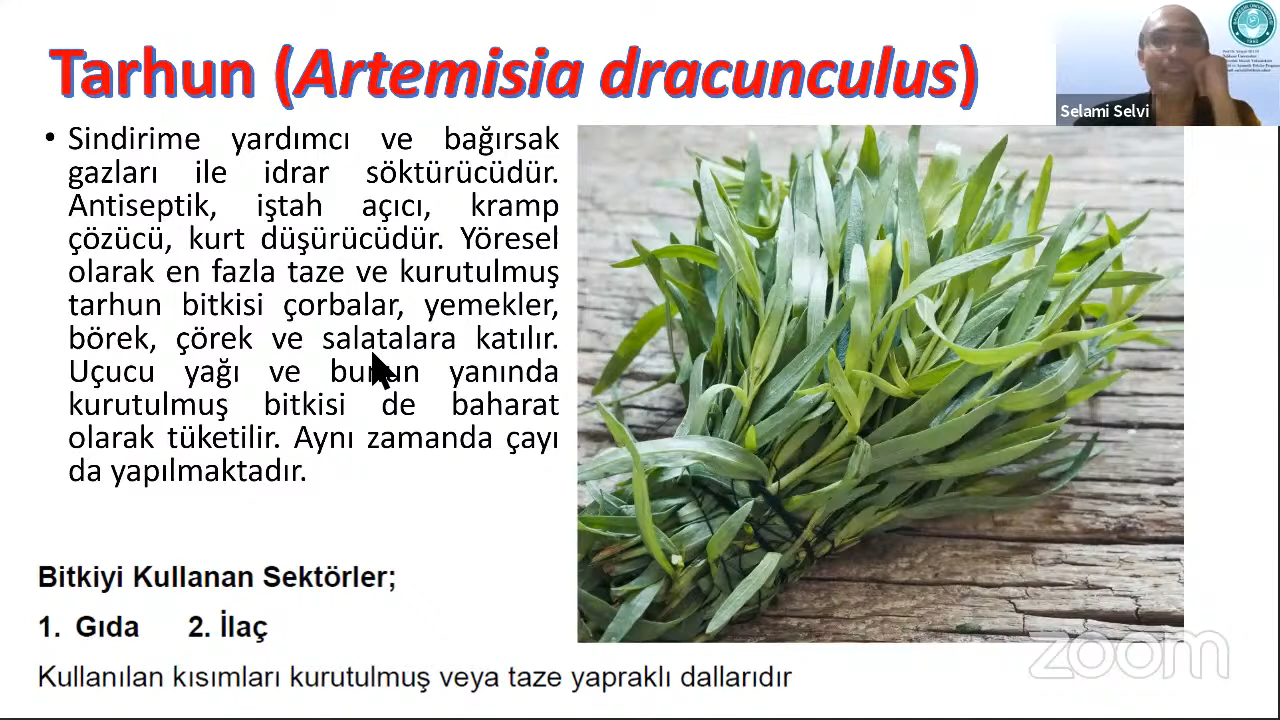 Tarhun (Artemisia dracunculus)
Selami Selvi
• Sindirime yardımcı ve bağırsak
gazları ile idrar söktürücüdür.
Antiseptik, iştah açıcı, kramp
çözücü, kurt düşürücüdür. Yöresel
olarak en fazla taze ve kurutulmuş
tarhun bitkisi çorbalar, yemekler,
börek, çörek ve salatalara katılır.
Uçucu yağı ve bunun yanında
kurutulmuş bitkisi de baharat
olarak tüketilir. Aynı zamanda çayı
da yapılmaktadır.
Bitkiyi Kullanan Sektörler;
1. Gıda 2. İlaç
Kullanılan kısımları kurutulmuş veya taze yapraklı dallarıdır
zoom